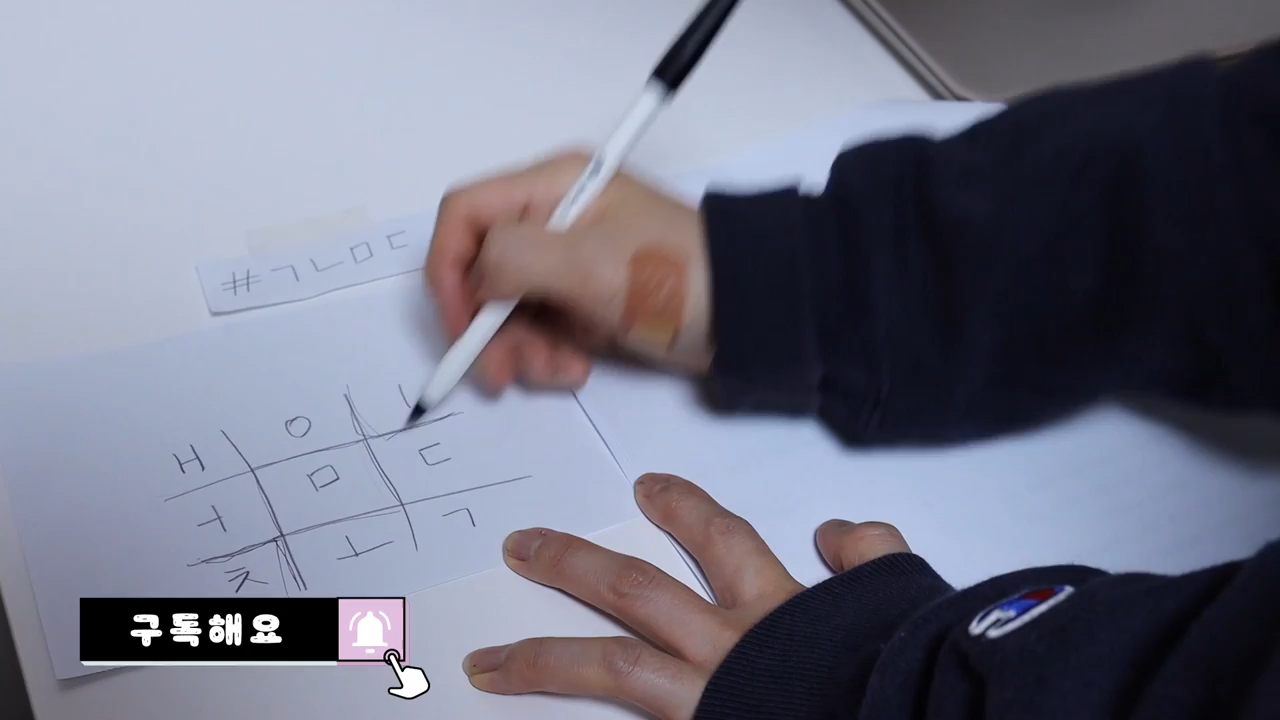 #ㄱㄴㅁㄷ
ㅐ ㅇ ㅣ
ㅓ ㅁ ㄷ
ㅊ ㅗ ㄱ
구독해요